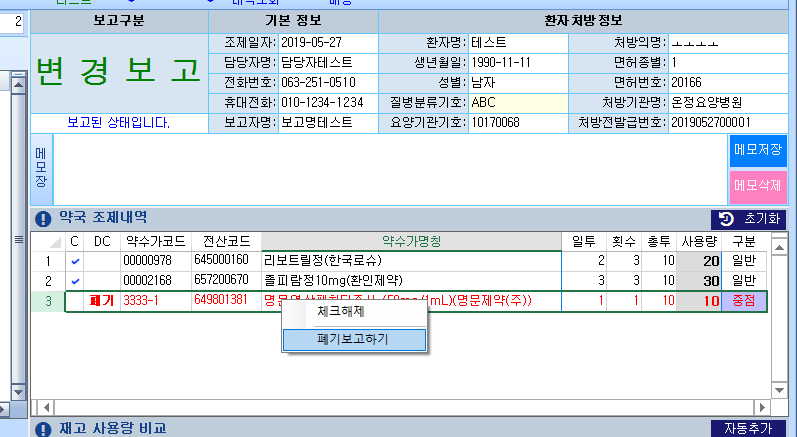 2
보고구분 기본 정보 환자처방정보
변경보고
조제일자: 2019-05-27 환자명: 테스트 처방의명: ㅗㅗㅗㅗ
담당자명: 담당자테스트 생년월일: 1990-11-11 면허종별: 1
전화번호: 063-251-0510 성별: 남자 면허번호: 20166
휴대전화: 010-1234-1234 질병분류기호: ABC 처방기관명: 온정요양병원
보고된 상태입니다. 보고자명: 보고명테스트 요양기관기호: 10170068 처방전발급번호: 2019052700001
메모장
메모저장
메모삭제
약국 조제내역 초기화
C DC 약수가코드 전산코드 약수가명칭 일투 횟수 총투 사용량 구분
1 00000978 645000160 리보트릴정(한국로슈) 2 3 10 20 일반
2 00002168 657200670 졸피람정10mg(환인제약) 3 3 10 30 일반
3 폐기 3333-1 649801381 (50mg/1mL)(명문제약(주)) 1 1 10 10 중점
체크해제
폐기보고하기
재고 사용량 비교 자동추가